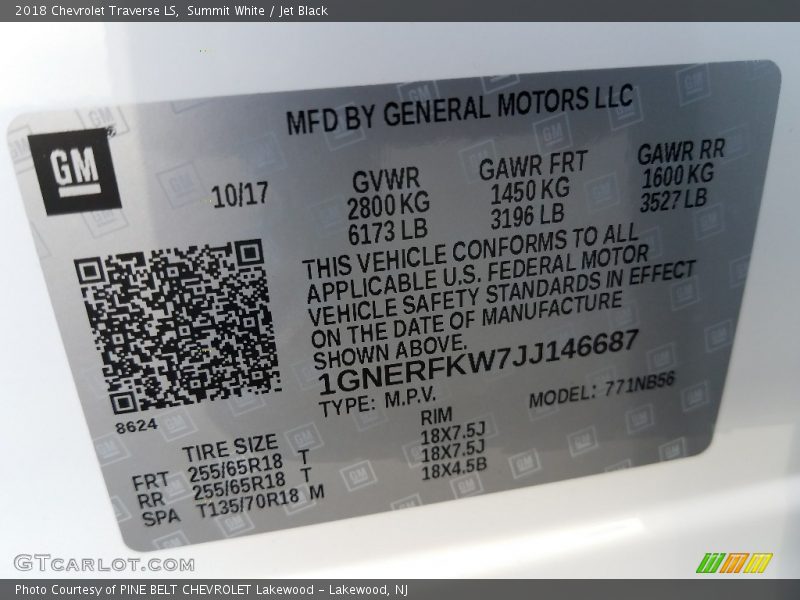 2018 Chevrolet Traverse LS, Summit White / Jet Black
MFD BY GENERAL MOTORS LLC
GM
10/17
GVWR
2800 KG
6173 LB
GAWR FRT
1450 KG
3196 LB
GAWR RR
1600 KG
3527 LB
THIS VEHICLE CONFORMS TO ALL
APPLICABLE U.S. FEDERAL MOTOR
VEHICLE SAFETY STANDARDS IN EFFECT
ON THE DATE OF MANUFACTURE
SHOWN ABOVE.
1GNERFKW7JJ146687
TYPE: M.P.V.
MODEL: 771NB56
8624
TIRE SIZE
RIM
FRT 255/65R18 T 18X7.5J
RR 255/65R18 T 18X7.5J
SPA T135/70R18 M 18X4.5B
GTcarlot.com
Photo Courtesy of PINE BELT CHEVROLET Lakewood - Lakewood, NJ